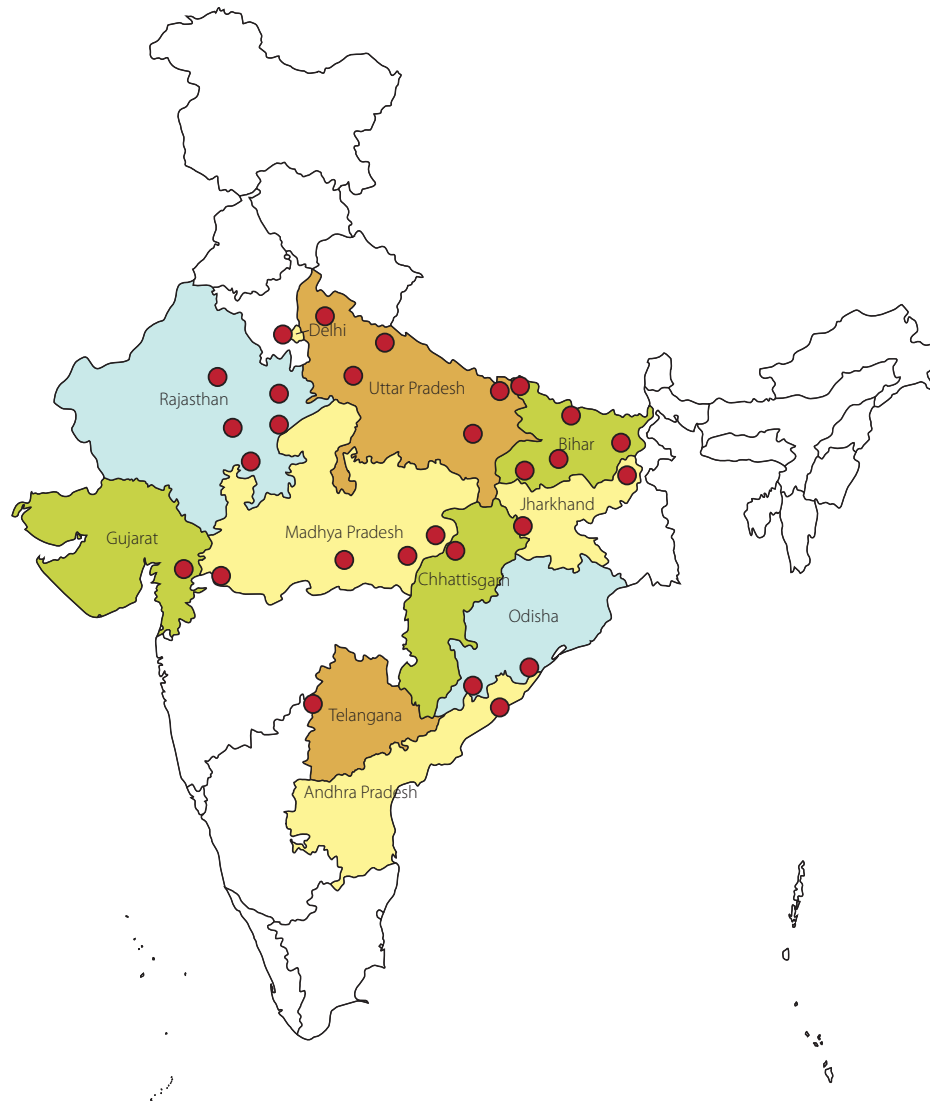 Delhi
Uttar Pradesh
Rajasthan
Bihar
Jharkhand
Madhya Pradesh
Gujarat
Chhattisgarh
Odisha
Telangana
Andhra Pradesh